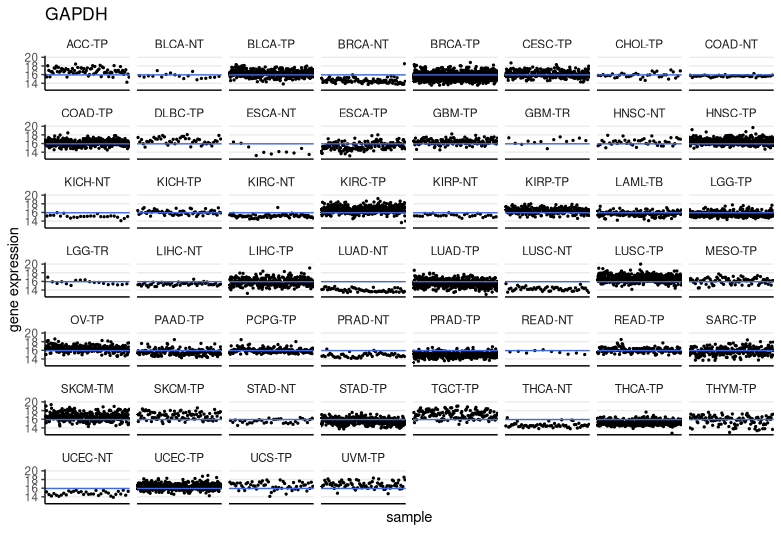 GAPDH
ACC-TP BLCA-NT BLCA-TP BRCA-NT BRCA-TP CESC-TP CHOL-TP COAD-NT
20
18
16
14
COAD-TP DLBC-TP ESCA-NT ESCA-TP GBM-TP GBM-TR HNSC-NT HNSC-TP
20
18
16
14
KICH-NT KICH-TP KIRC-NT KIRC-TP KIRP-NT KIRP-TP LAML-TB LGG-TP
20
18
16
14
gene expression
LGG-TR LIHC-NT LIHC-TP LUAD-NT LUAD-TP LUSC-NT LUSC-TP MESO-TP
20
18
16
14
OV-TP PAAD-TP PCPG-TP PRAD-NT PRAD-TP READ-NT READ-TP SARC-TP
20
18
16
14
SKCM-TM SKCM-TP STAD-NT STAD-TP TGCT-TP THCA-NT THCA-TP THYM-TP
20
18
16
14
UCEC-NT UCEC-TP UCS-TP UVM-TP
20
18
16
14
sample